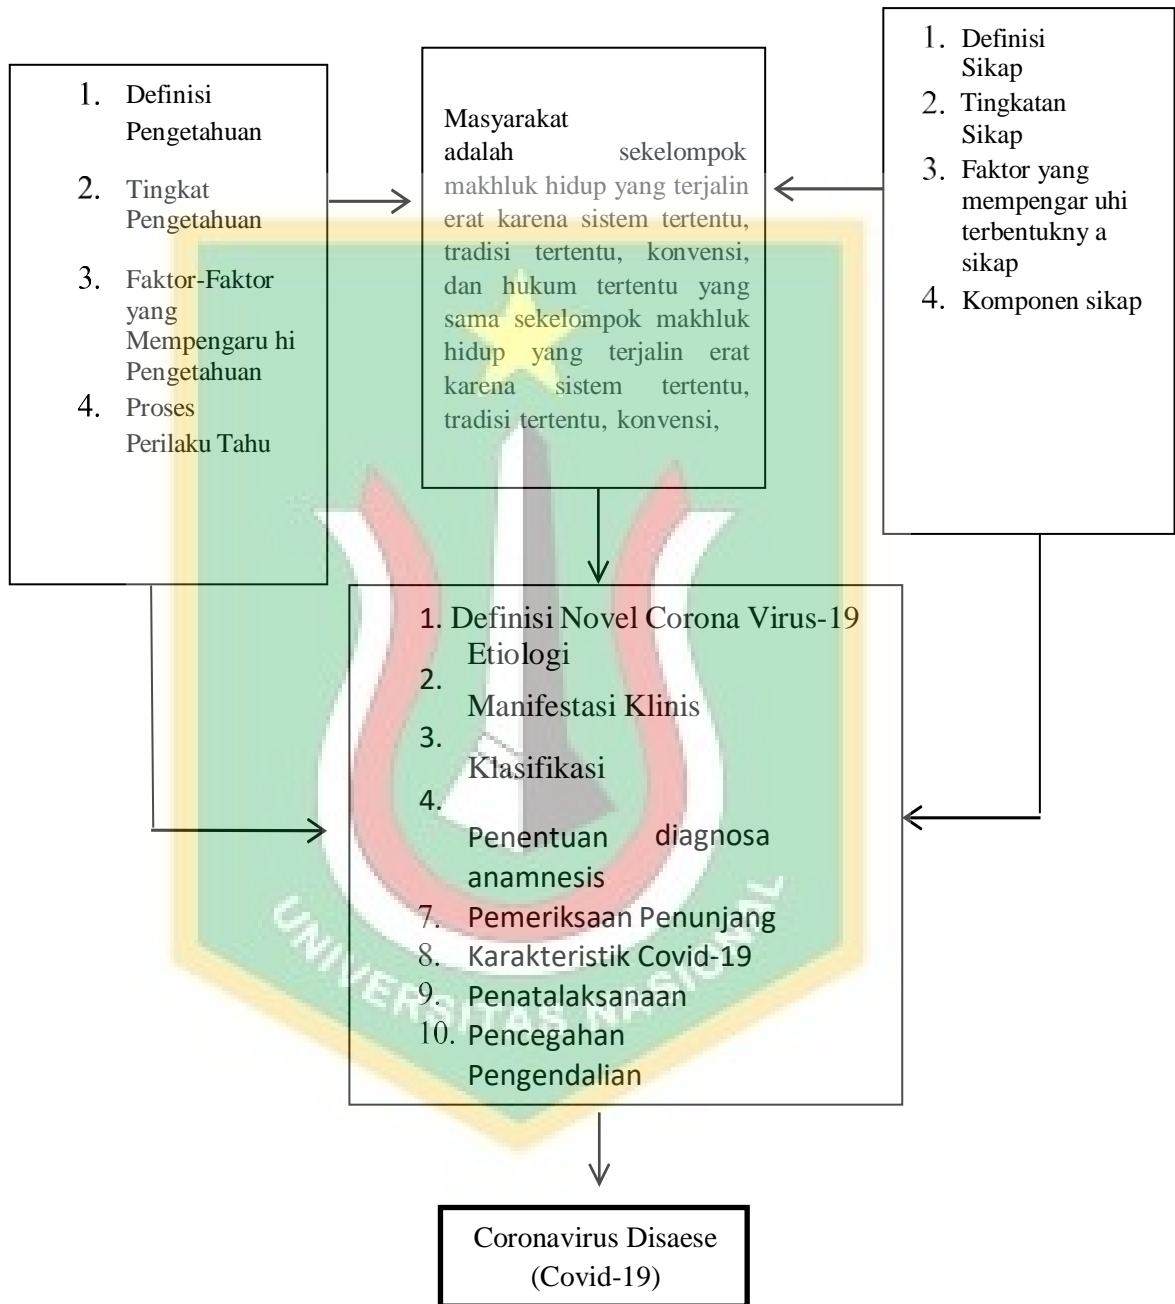 1. Definisi
Pengetahuan
2. Tingkat
Pengetahuan
3. Faktor-Faktor
yang
Mempengaru hi
Pengetahuan
4. Proses
Perilaku Tahu
Masyarakat
adalah sekelompok
makhluk hidup yang terjalin
erat karena sistem tertentu,
tradisi tertentu, konvensi,
dan hukum tertentu yang
sama sekelompok makhluk
hidup yang terjalin erat
karena sistem tertentu,
tradisi tertentu, konvensi,
1. Definisi
Sikap
2. Tingkatan
Sikap
3. Faktor yang
mempengar uhi
terbentukny a
sikap
4. Komponen sikap
1. Definisi Novel Corona Virus-19
Etiologi
2.
Manifestasi Klinis
3.
Klasifikasi
4.
Penentuan diagnosa
anamnesis
7. Pemeriksaan Penunjang
8. Karakteristik Covid-19
9. Penatalaksanaan
10. Pencegahan
Pengendalian
UNIVERSITAS NASIONAL
Coronavirus Disaese
(Covid-19)